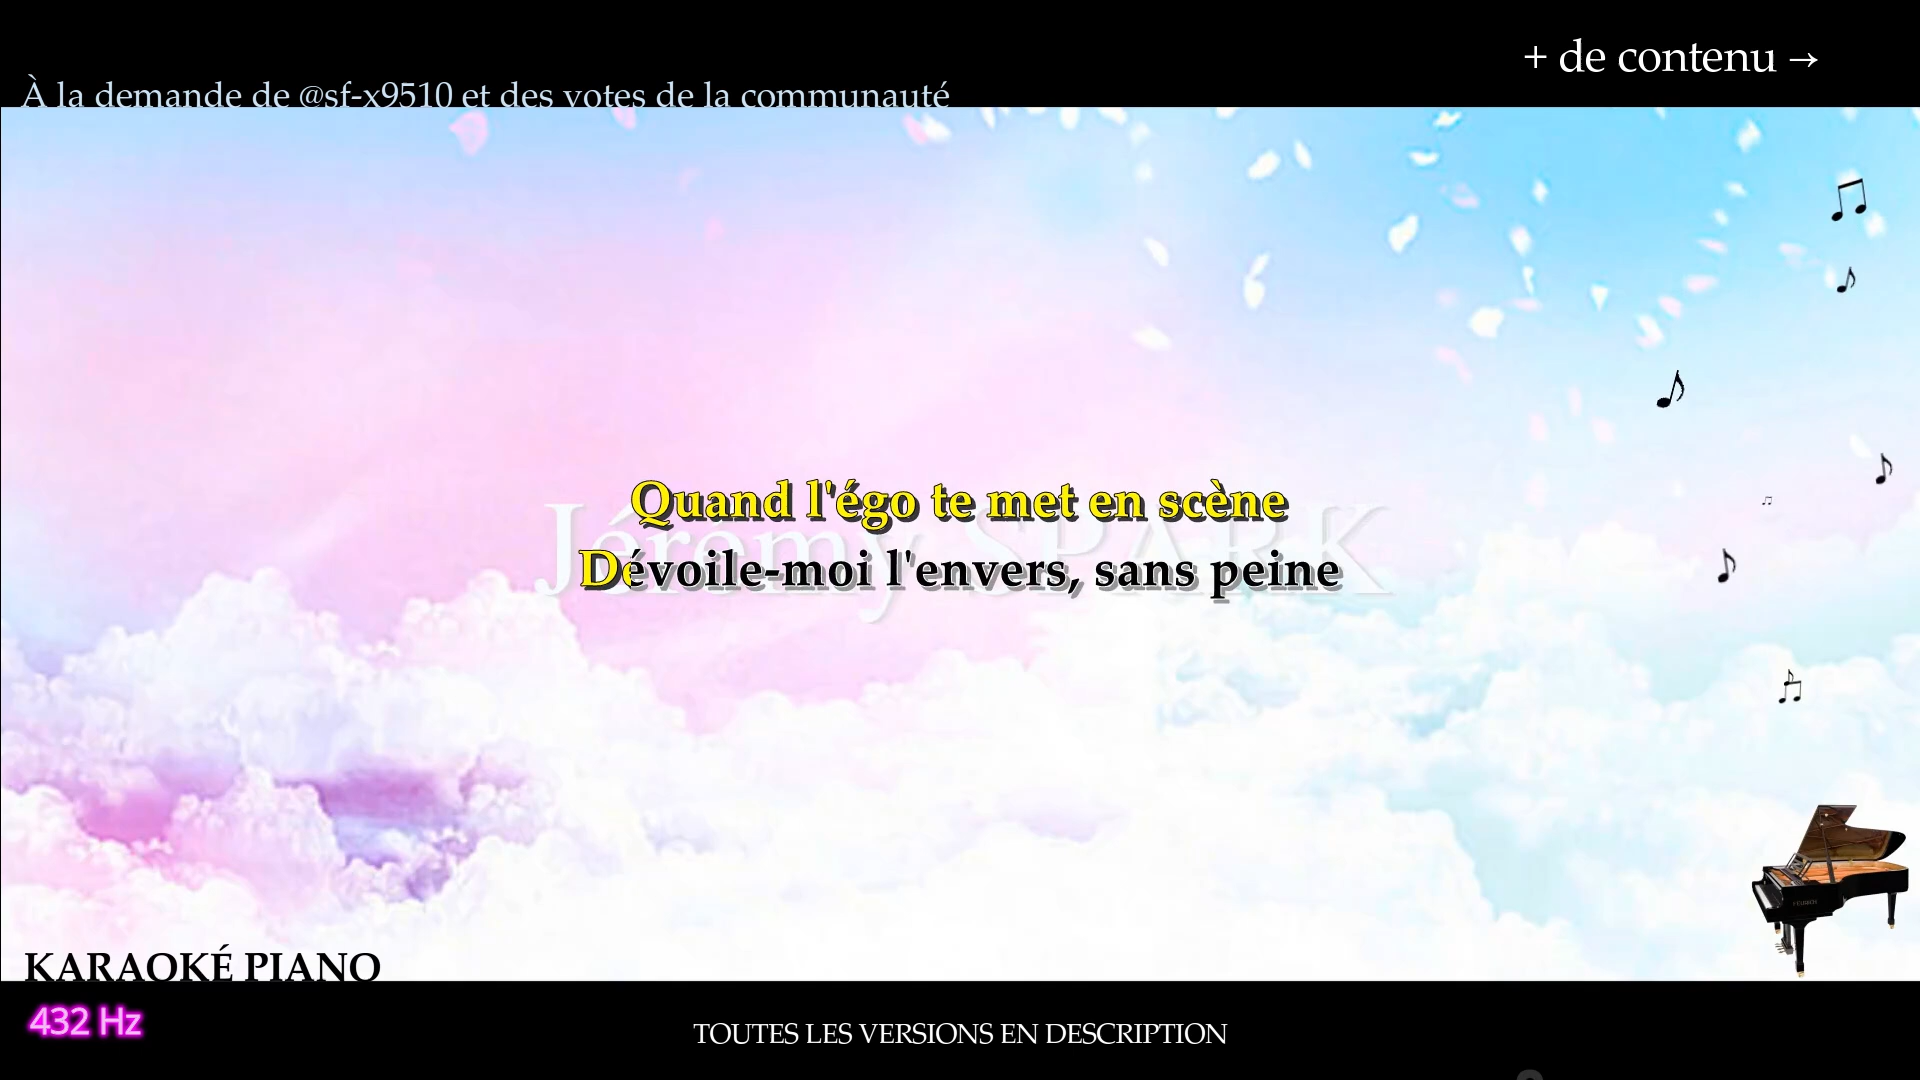 + de contenu →
À la demande de @sf-x9510 et des votes de la communauté
Quand l'égo te met en scène
Dévoile-moi l'envers, sans peine
Jérémy SPARK
KARAOKÉ PIANO
432 Hz
TOUTES LES VERSIONS EN DESCRIPTION